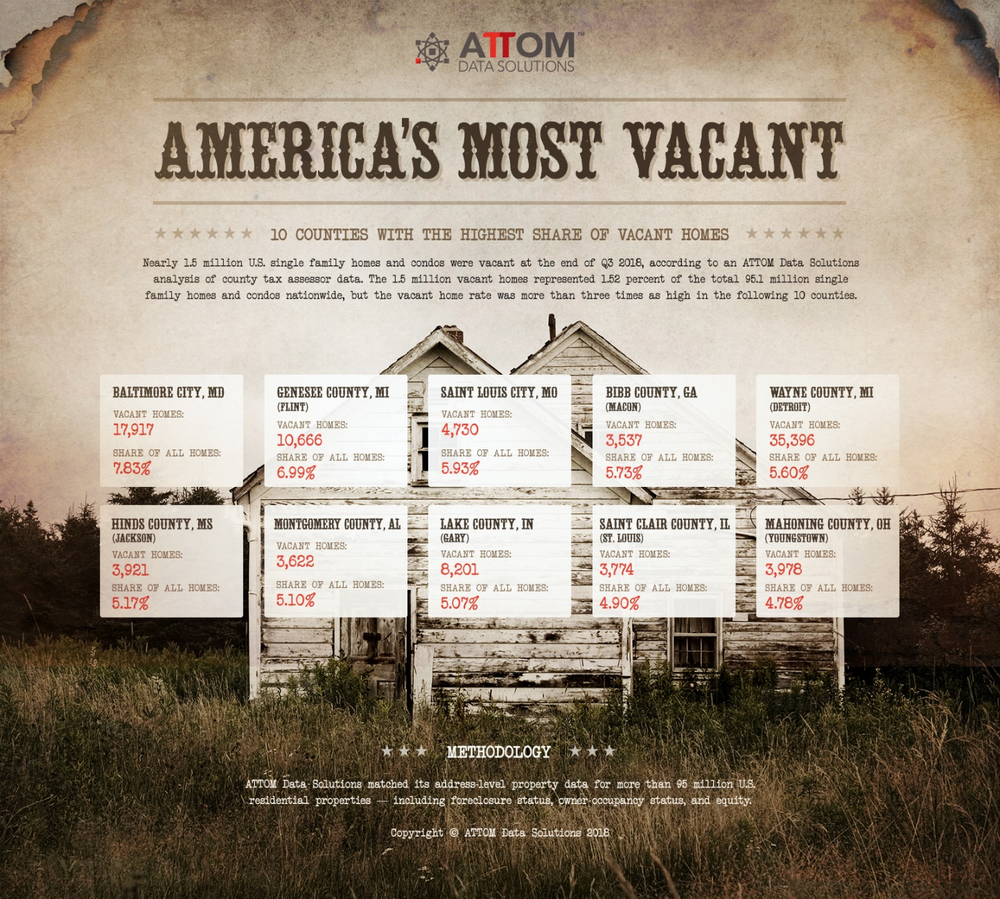 ATTOM™
DATA SOLUTIONS
AMERICA'S MOST VACANT
10 COUNTIES WITH THE HIGHEST SHARE OF VACANT HOMES
Nearly 1.5 million U.S. single family homes and condos were vacant at the end of Q3 2018, according to an ATTOM Data Solutions
analysis of county tax assessor data. The 1.5 million vacant homes represented 1.52 percent of the total 95.1 million single
family homes and condos nationwide, but the vacant home rate was more than three times as high in the following 10 counties.
BALTIMORE CITY, MD
VACANT HOMES:
17,917
SHARE OF ALL HOMES:
7.83%
GENESEE COUNTY, MI
(FLINT)
VACANT HOMES:
10,666
SHARE OF ALL HOMES:
6.99%
SAINT LOUIS CITY, MO
VACANT HOMES:
4,730
SHARE OF ALL HOMES:
5.93%
BIBB COUNTY, GA
(MACON)
VACANT HOMES:
3,537
SHARE OF ALL HOMES:
5.73%
WAYNE COUNTY, MI
(DETROIT)
VACANT HOMES:
35,396
SHARE OF ALL HOMES:
5.60%
HINDS COUNTY, MS
(JACKSON)
VACANT HOMES:
3,921
SHARE OF ALL HOMES:
5.17%
MONTGOMERY COUNTY, AL
VACANT HOMES:
3,622
SHARE OF ALL HOMES:
5.10%
LAKE COUNTY, IN
(GARY)
VACANT HOMES:
8,201
SHARE OF ALL HOMES:
5.07%
SAINT CLAIR COUNTY, IL
(ST. LOUIS)
VACANT HOMES:
3,774
SHARE OF ALL HOMES:
4.90%
MAHONING COUNTY, OH
(YOUNGSTOWN)
VACANT HOMES:
3,978
SHARE OF ALL HOMES:
4.78%
METHODOLOGY
ATTOM Data Solutions matched its address-level property data for more than 95 million U.S.
residential properties — including foreclosure status, owner-occupancy status, and equity.
Copyright © ATTOM Data Solutions 2018